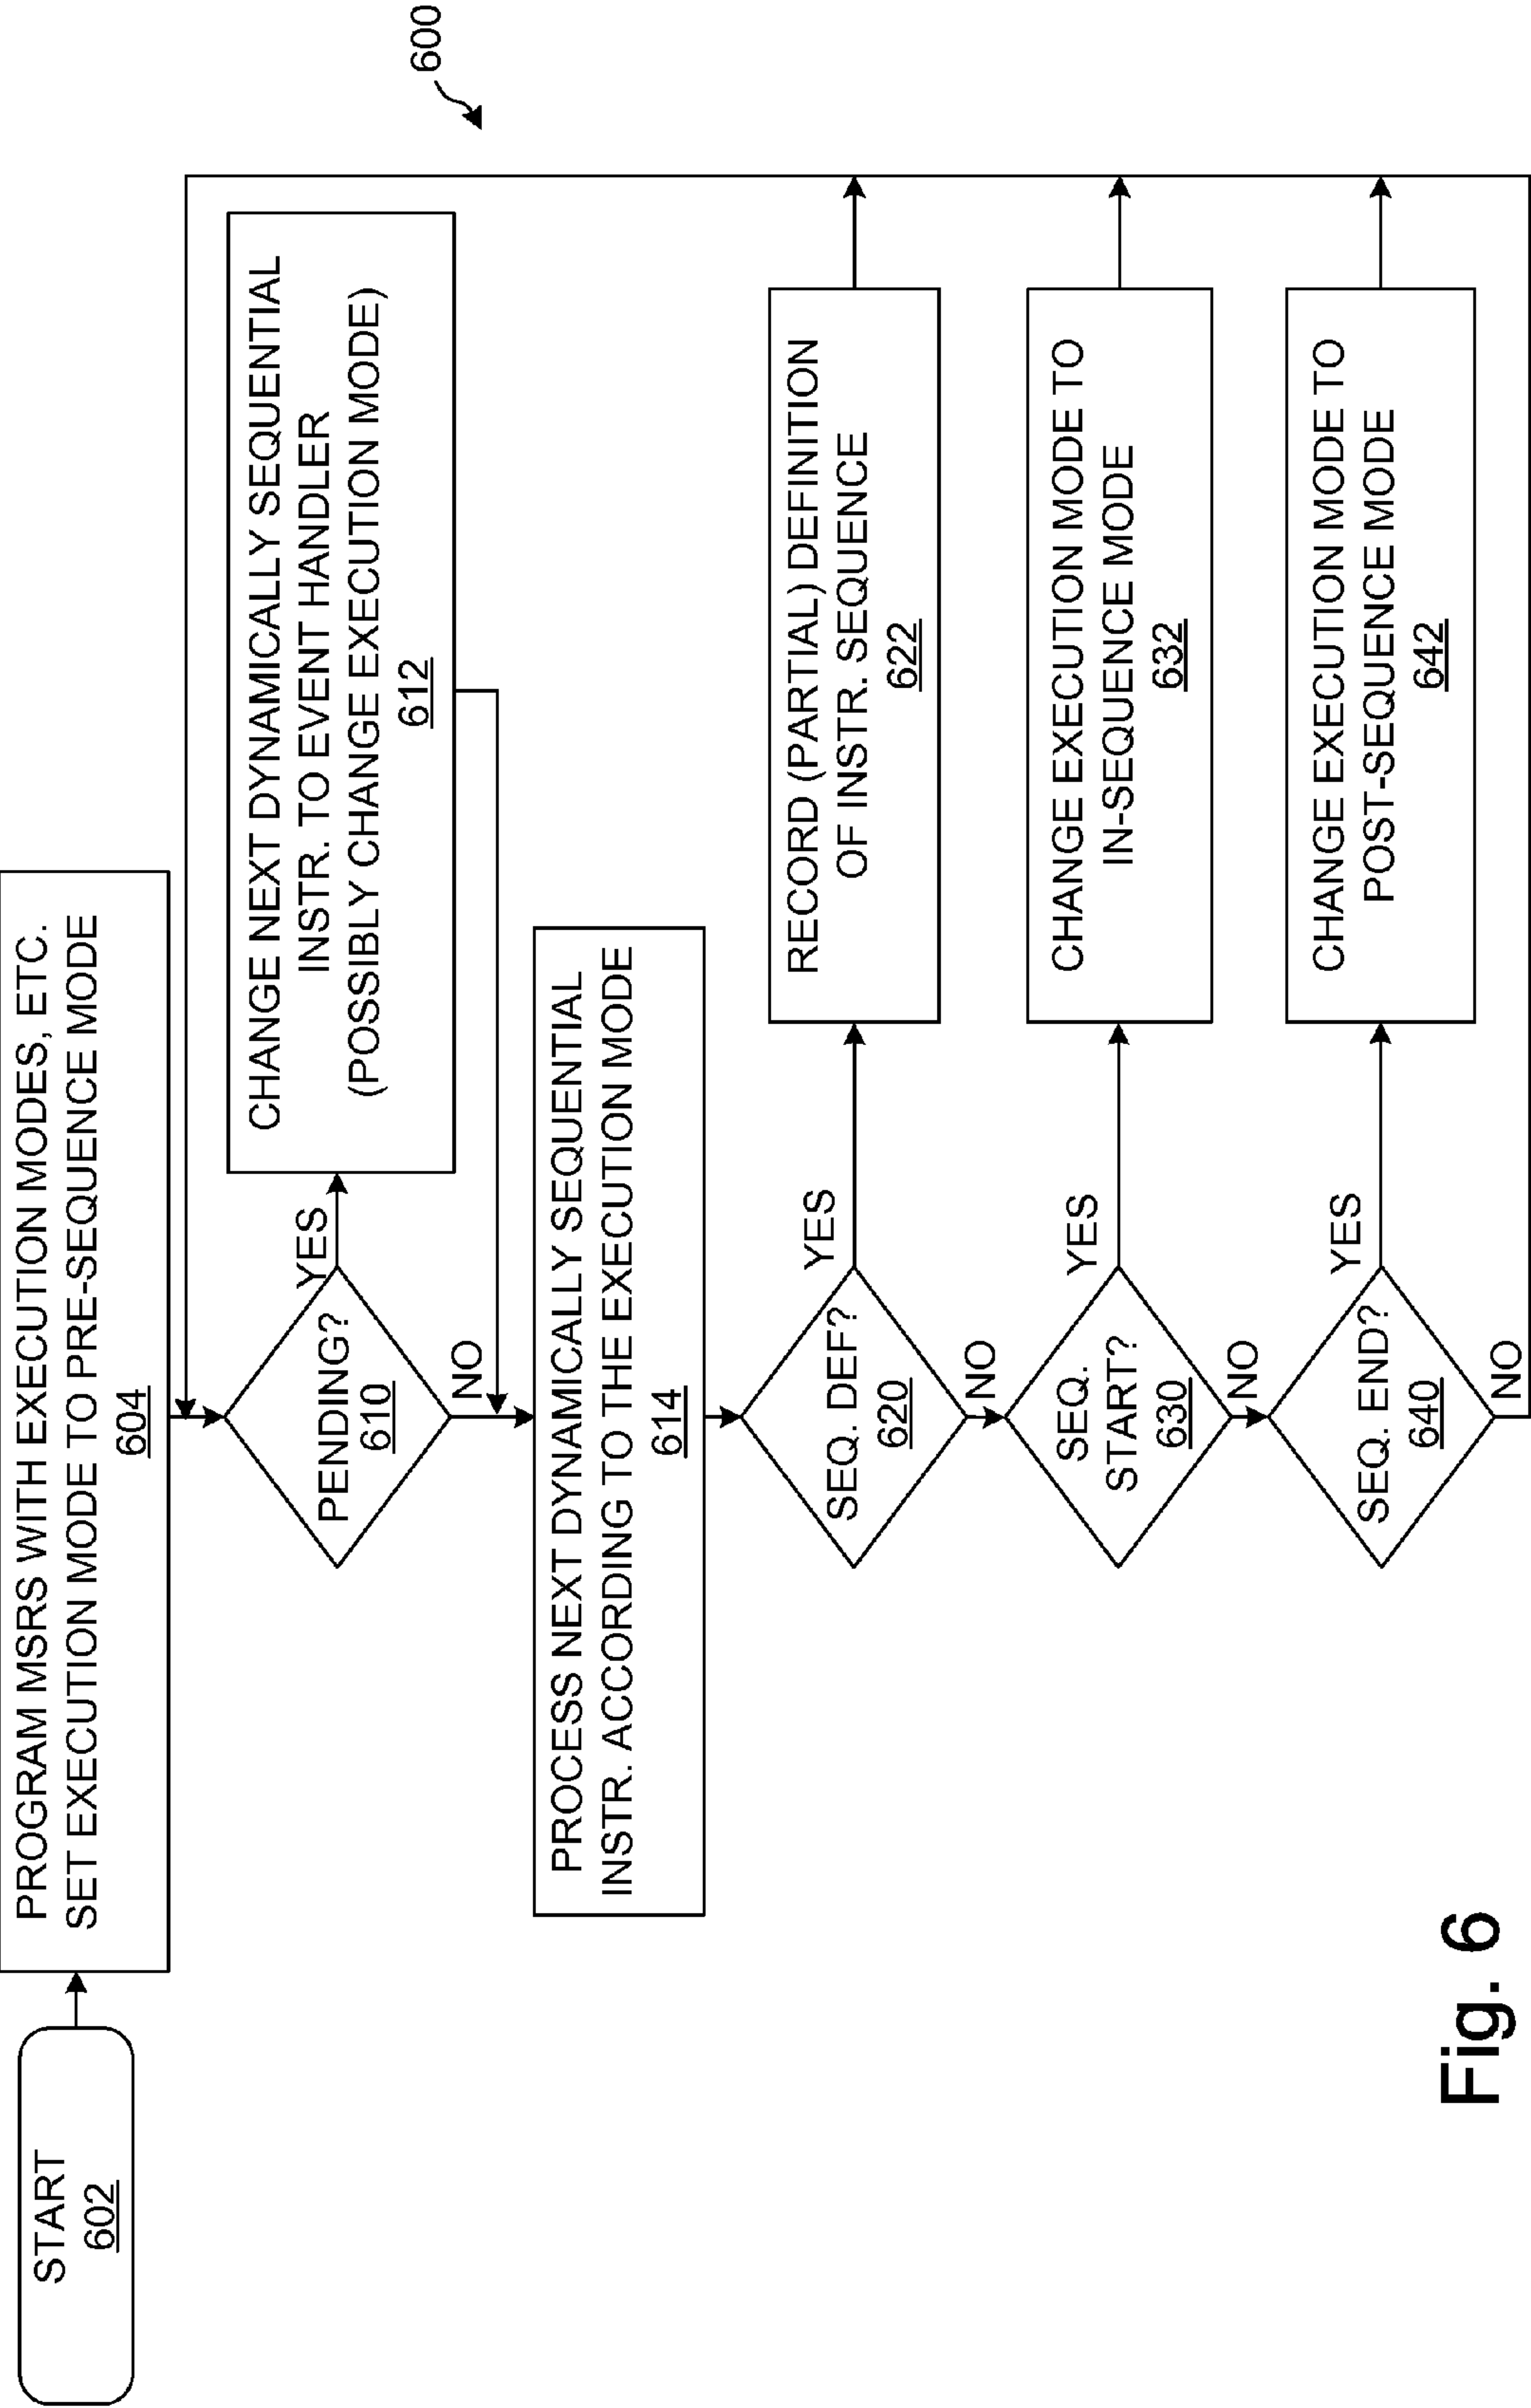 START
602
PROGRAM MSRS WITH EXECUTION MODES, ETC.
SET EXECUTION MODE TO PRE-SEQUENCE MODE
604
PENDING?
610
YES
NO
CHANGE NEXT DYNAMICALLY SEQUENTIAL
INSTR. TO EVENT HANDLER
(POSSIBLY CHANGE EXECUTION MODE)
612
PROCESS NEXT DYNAMICALLY SEQUENTIAL
INSTR. ACCORDING TO THE EXECUTION MODE
614
SEQ. DEF?
620
YES
NO
RECORD (PARTIAL) DEFINITION
OF INSTR. SEQUENCE
622
SEQ.
START?
630
YES
NO
CHANGE EXECUTION MODE TO
IN-SEQUENCE MODE
632
SEQ. END?
640
YES
NO
CHANGE EXECUTION MODE TO
POST-SEQUENCE MODE
642
600
Fig. 6